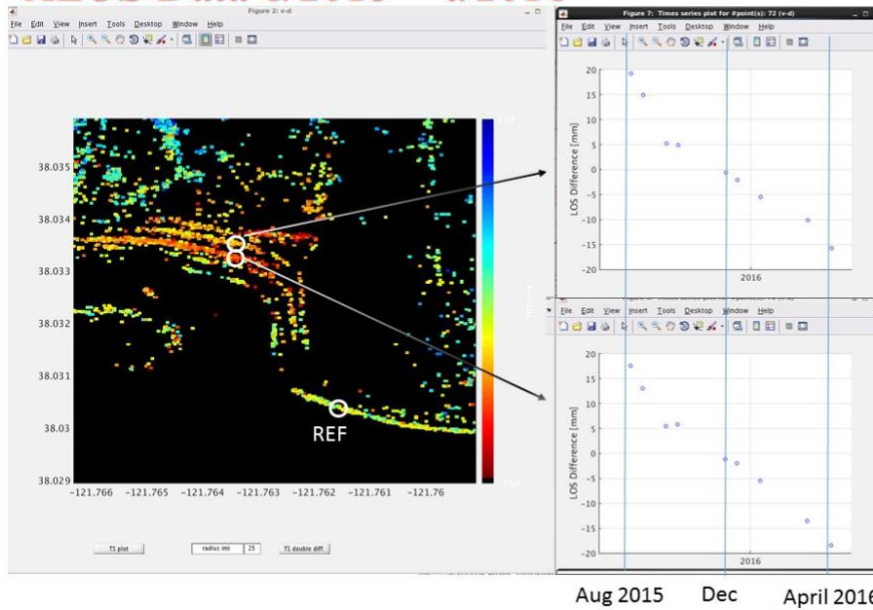 Figure 2: v-d
File Edit View Insert Tools Desktop Window Help
38.035
38.034
38.033
38.032
38.031
38.03
38.029
-121.766 -121.765 -121.764 -121.763 -121.762 -121.761 -121.76
REF
TS plot
radius (m) 25
TS double diff.
Figure 7: Times series plot for #point(s): 72 (v-d)
File Edit View Insert Tools Desktop Window Help
LOS Difference [mm]
20
15
10
5
0
-5
-10
-15
-20
2016
File Edit View Insert Tools Desktop Window Help
LOS Difference [mm]
20
15
10
5
0
-5
-10
-15
-20
2016
Aug 2015 Dec April 2016